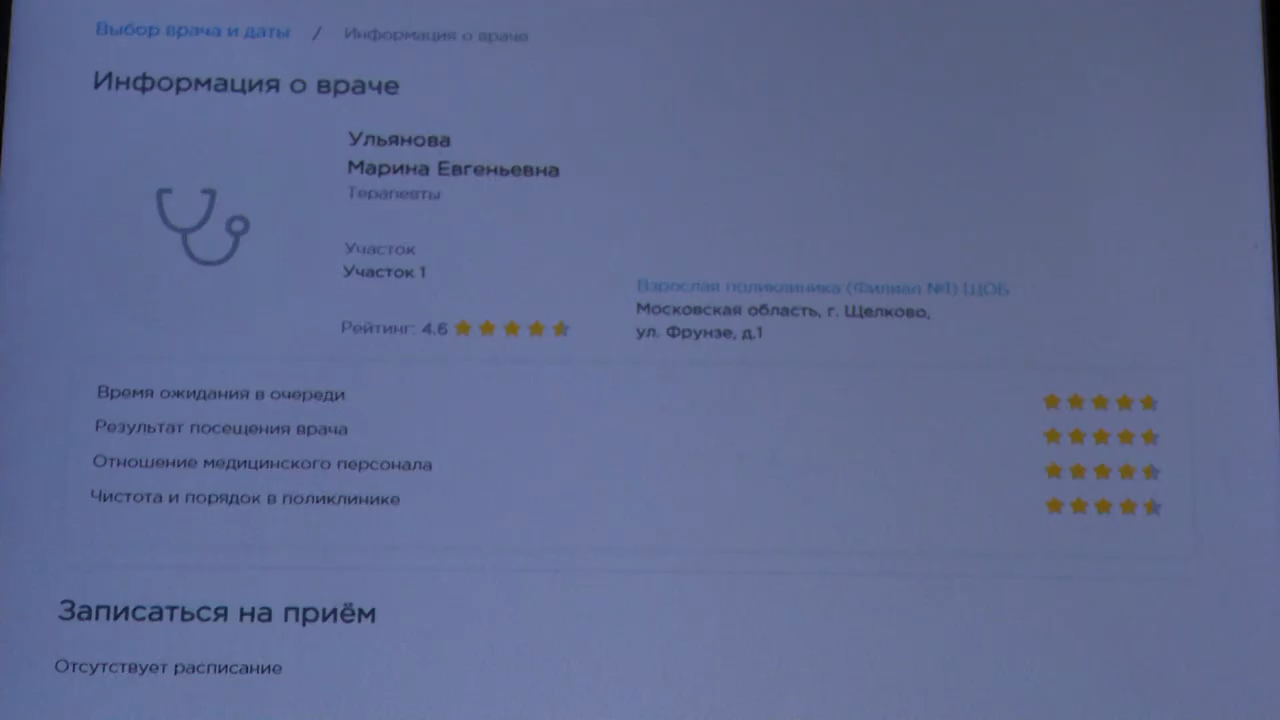 Выбор врача и даты / Информация о враче
Информация о враче
Ульянова
Марина Евгеньевна
Терапевты
Участок
Участок 1
Взрослая поликлиника (Филиал №1) ЩОБ
Московская область, г. Щелково,
ул. Фрунзе, д.1
Рейтинг: 4.6
Время ожидания в очереди
Результат посещения врача
Отношение медицинского персонала
Чистота и порядок в поликлинике
Записаться на приём
Отсутствует расписание